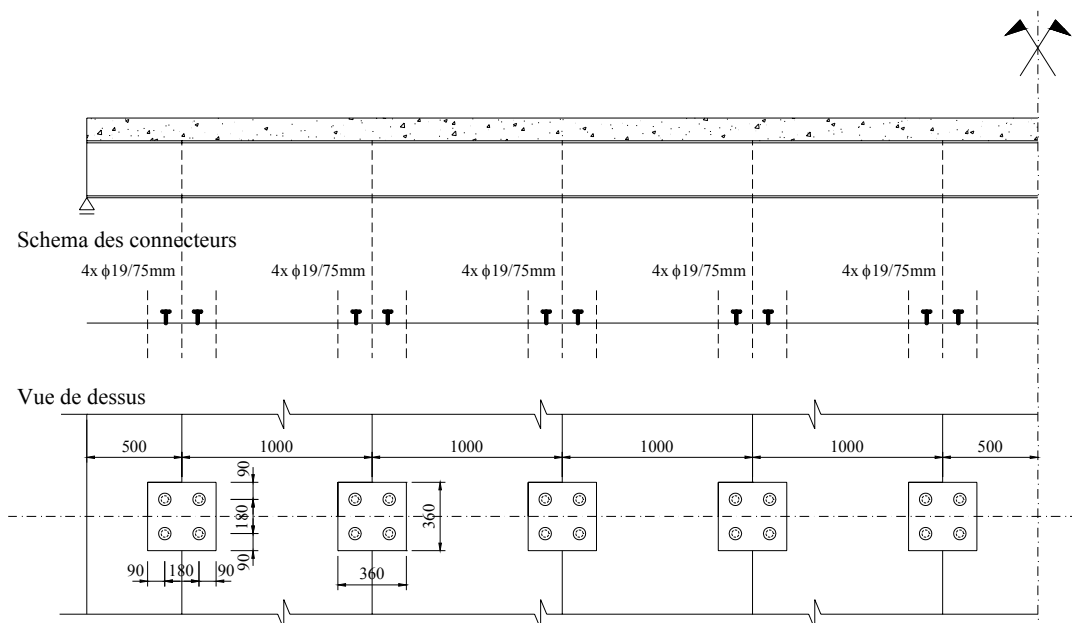 Schema des connecteurs
4x ϕ19/75mm 4x ϕ19/75mm 4x ϕ19/75mm 4x ϕ19/75mm 4x ϕ19/75mm
Vue de dessus
500 1000 1000 1000 1000 500
90
180
90
360
90 180 90
360